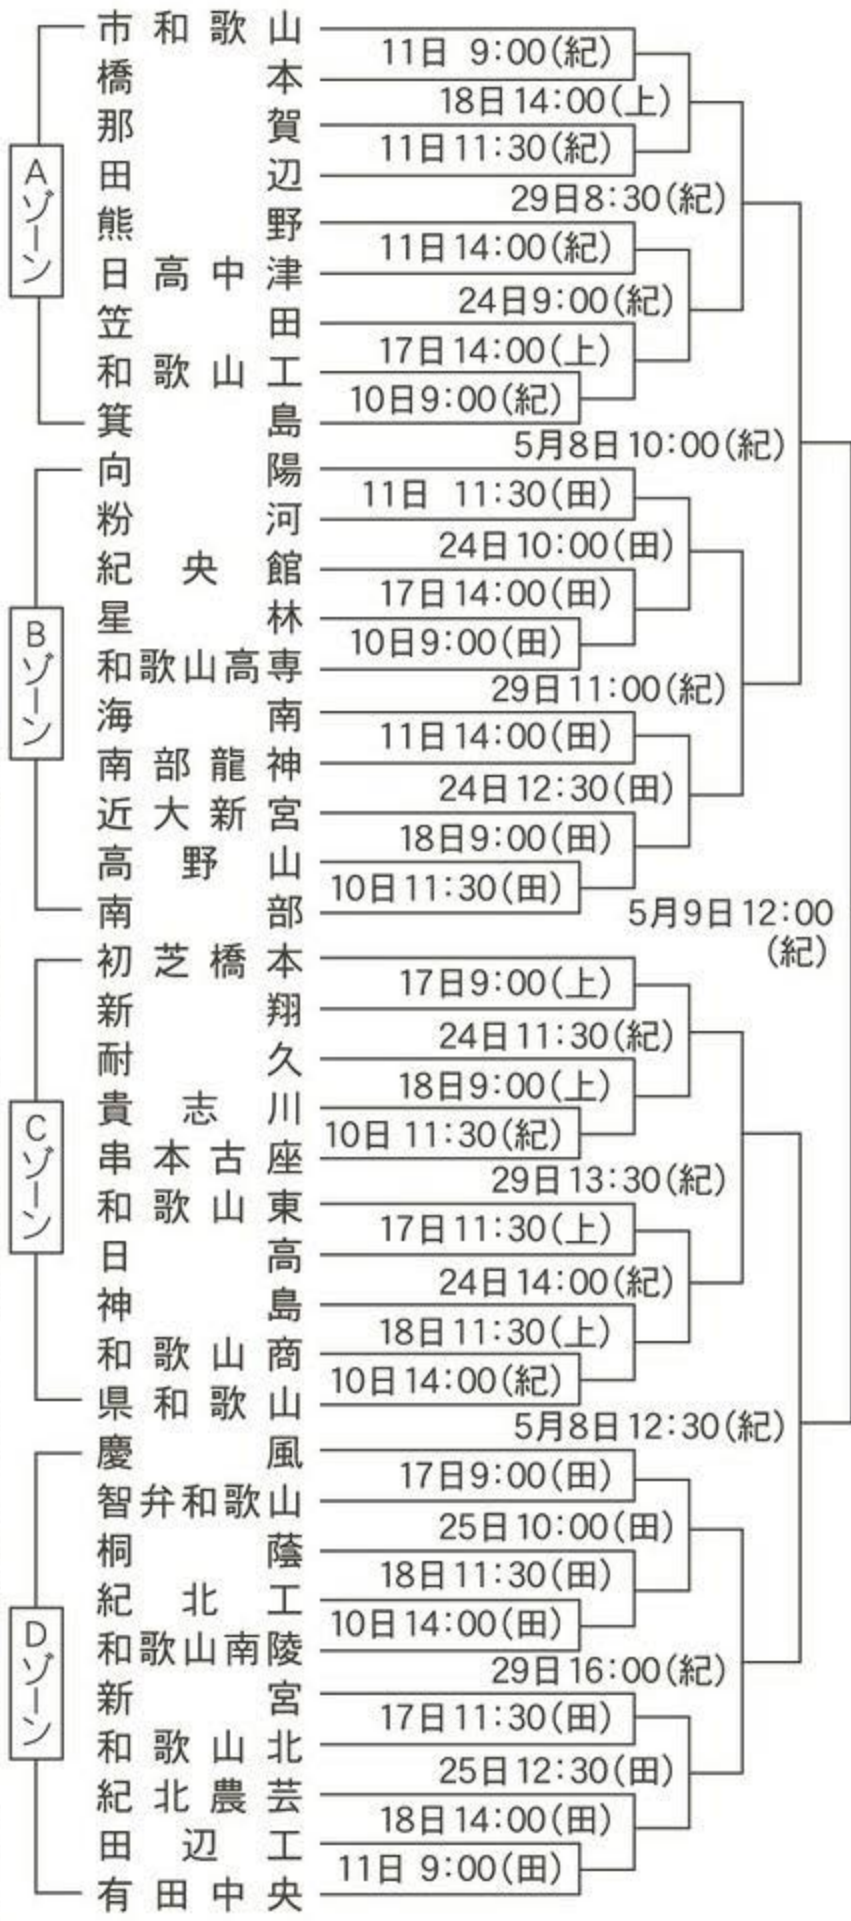 市和歌山
11日 9:00(紀)
橋本
18日14:00(上)
那賀
11日11:30(紀)
田辺
Aゾーン
29日8:30(紀)
熊野
11日14:00(紀)
日高中津
24日9:00(紀)
笠田
17日14:00(上)
和歌山工
10日9:00(紀)
箕島
5月8日10:00(紀)
向陽
11日 11:30(田)
粉河
24日10:00(田)
紀央館
17日14:00(田)
星林
10日9:00(田)
Bゾーン
和歌山高専
29日11:00(紀)
海南
11日14:00(田)
南部龍神
24日12:30(田)
近大新宮
18日9:00(田)
高野山
10日11:30(田)
南部
5月9日12:00
(紀)
初芝橋本
17日9:00(上)
新翔
24日11:30(紀)
耐久
18日9:00(上)
貴志川
10日 11:30(紀)
串本古座
Cゾーン
29日13:30(紀)
和歌山東
17日11:30(上)
日高
24日14:00(紀)
神島
18日11:30(上)
和歌山商
10日14:00(紀)
県和歌山
5月8日12:30(紀)
慶風
17日9:00(田)
智弁和歌山
25日10:00(田)
桐蔭
18日11:30(田)
紀北工
10日14:00(田)
和歌山南陵
Dゾーン
29日16:00(紀)
新宮
17日11:30(田)
和歌山北
25日12:30(田)
紀北農芸
18日14:00(田)
田辺工
11日 9:00(田)
有田中央